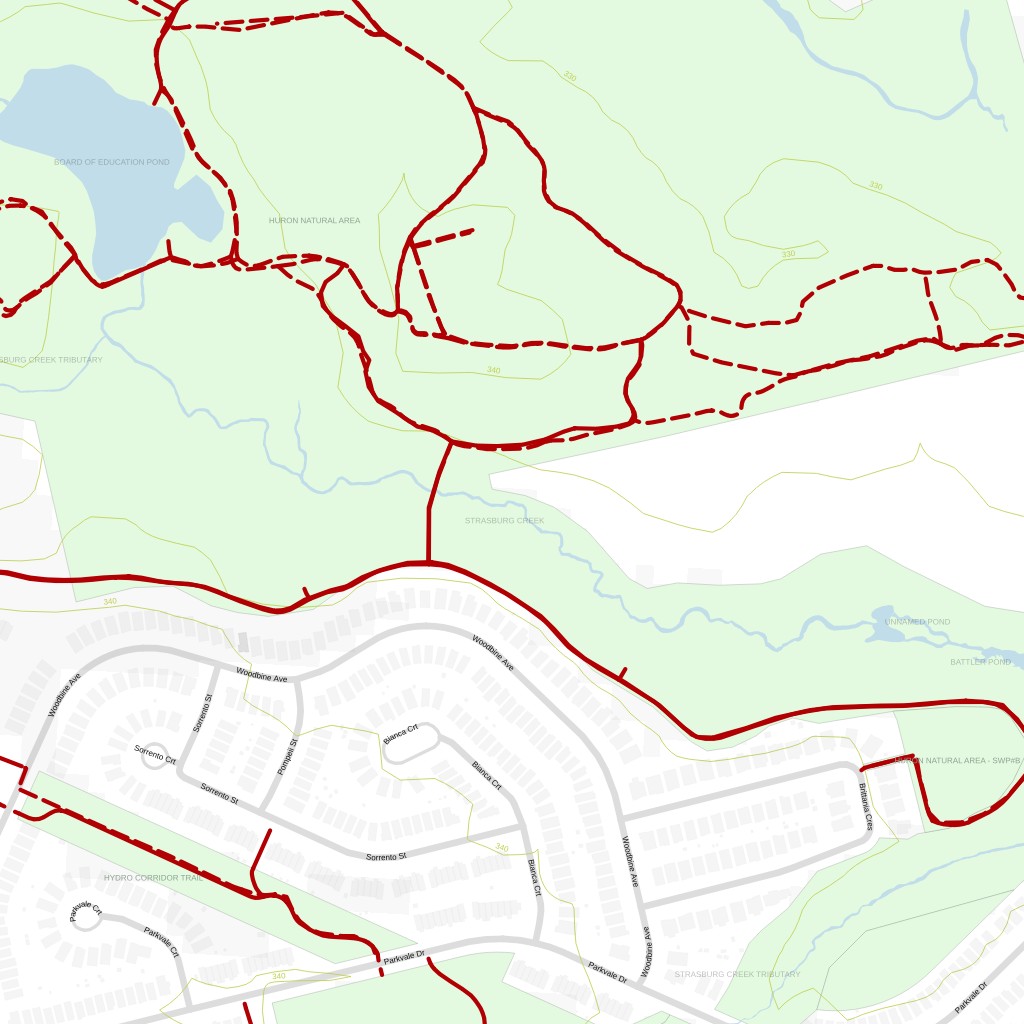 230
BOARD OF EDUCATION POND
330
HURON NATURAL AREA
330
SBURG CREEK TRIBUTARY
340
STRASBURG CREEK
340
UNNAMED POND
Woodbine Ave
BATTLER POND
Woodbine Ave
Woodbine Ave
Sorrento St
Bianca Crt
Sorrento Crt
Pompeii St
HURON NATURAL AREA - SWP#B
Bianca Crt
Sorrento St
Brittania Cres
340
Sorrento St
Woodbine Ave
HYDRO CORRIDOR TRAIL
Bianca Crt
Parkvale Crt
Parkvale Crt
Parkvale Dr
Woodbine Ave
340
Parkvale Dr
STRASBURG CREEK TRIBUTARY
Parkvale Dr